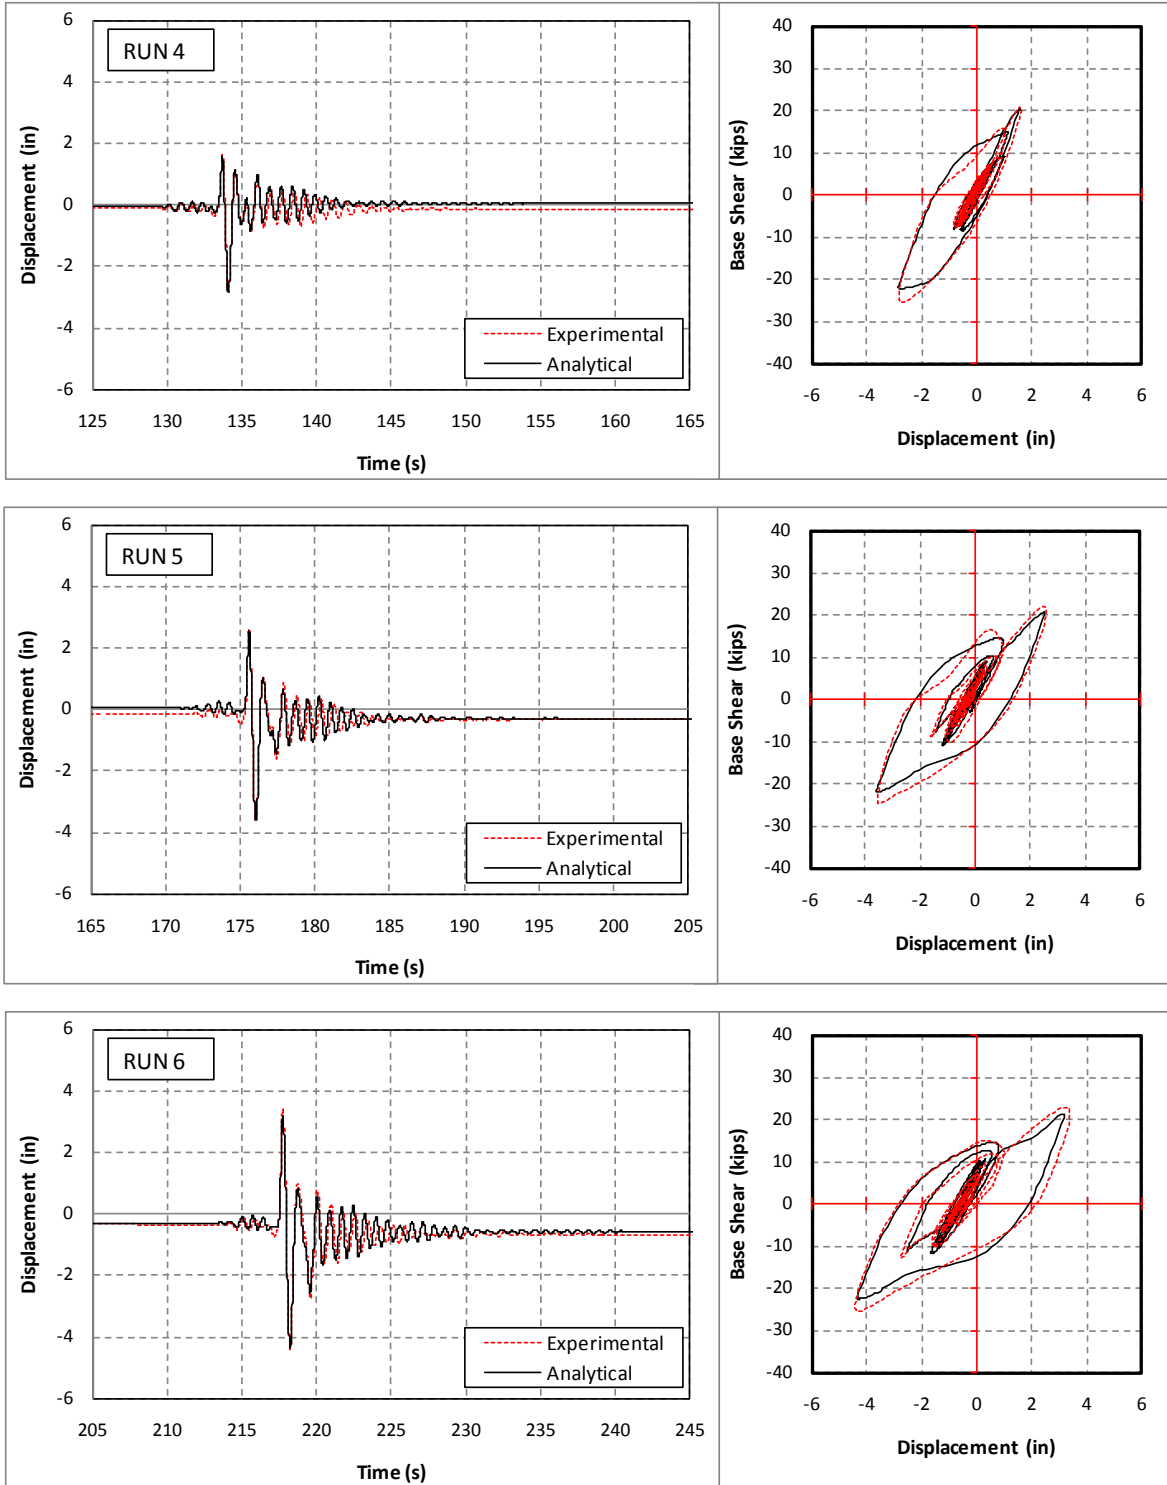 RUN 4
6
4
2
0
-2
-4
-6
Displacement (in)
Experimental
Analytical
125 130 135 140 145 150 155 160 165
Time (s)
40
30
20
10
0
-10
-20
-30
-40
Base Shear (kips)
-6 -4 -2 0 2 4 6
Displacement (in)
RUN 5
6
4
2
0
-2
-4
-6
Displacement (in)
Experimental
Analytical
165 170 175 180 185 190 195 200 205
Time (s)
40
30
20
10
0
-10
-20
-30
-40
Base Shear (kips)
-6 -4 -2 0 2 4 6
Displacement (in)
RUN 6
6
4
2
0
-2
-4
-6
Displacement (in)
Experimental
Analytical
205 210 215 220 225 230 235 240 245
Time (s)
40
30
20
10
0
-10
-20
-30
-40
Base Shear (kips)
-6 -4 -2 0 2 4 6
Displacement (in)